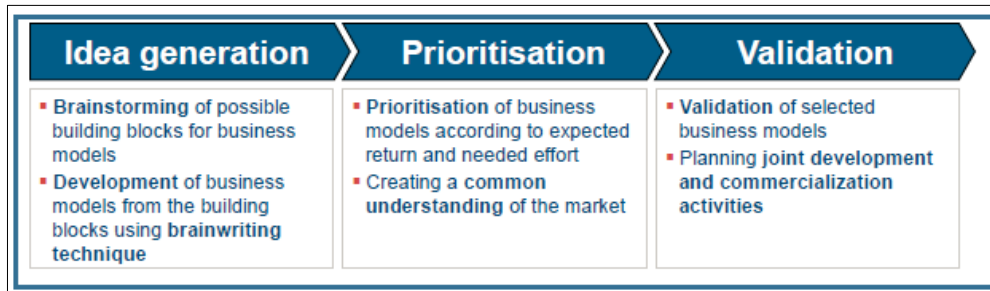 Idea generation
Prioritisation
Validation
▪ Brainstorming of possible
building blocks for business
models
▪ Development of business
models from the building
blocks using brainwriting
technique
▪ Prioritisation of business
models according to expected
return and needed effort
▪ Creating a common
understanding of the market
▪ Validation of selected
business models
▪ Planning joint development
and commercialization
activities